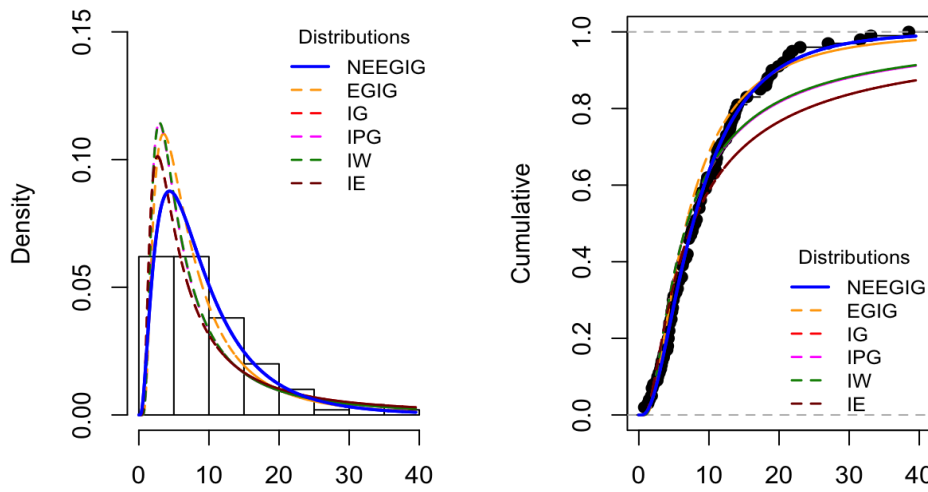 Distributions
NEEGIG
EGIG
IG
IPG
IW
IE
Density
0.15
0.10
0.05
0.00
0 10 20 30 40
Cumulative
1.0
0.8
0.6
0.4
0.2
0.0
Distributions
NEEGIG
EGIG
IG
IPG
IW
IE
0 10 20 30 40